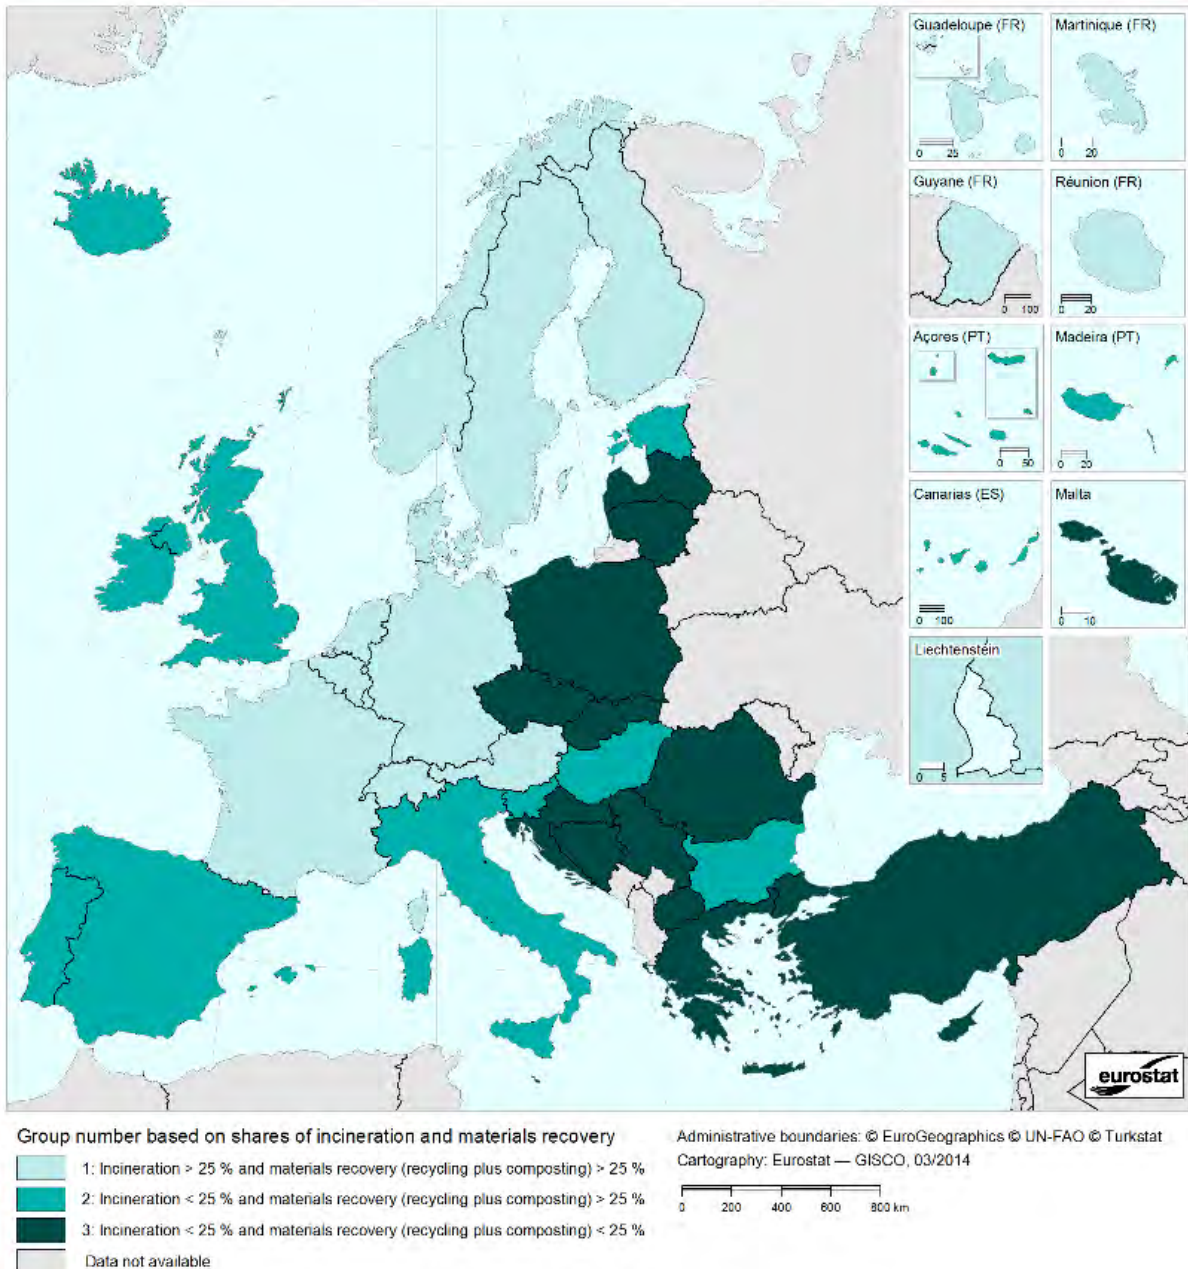 Guadeloupe (FR)
Martinique (FR)
0 25
0 20
Guyane (FR)
Réunion (FR)
0 100
0 20
Açores (PT)
Madeira (PT)
0 50
0 20
Canarias (ES)
Malta
0 100
0 10
Liechtenstein
0 5
eurostat
Group number based on shares of incineration and materials recovery
1: Incineration > 25 % and materials recovery (recycling plus composting) > 25 %
2: Incineration < 25 % and materials recovery (recycling plus composting) > 25 %
3: Incineration < 25 % and materials recovery (recycling plus composting) < 25 %
Data not available
Administrative boundaries: © EuroGeographics © UN-FAO © Turkstat
Cartography: Eurostat — GISCO, 03/2014
0 200 400 600 800 km